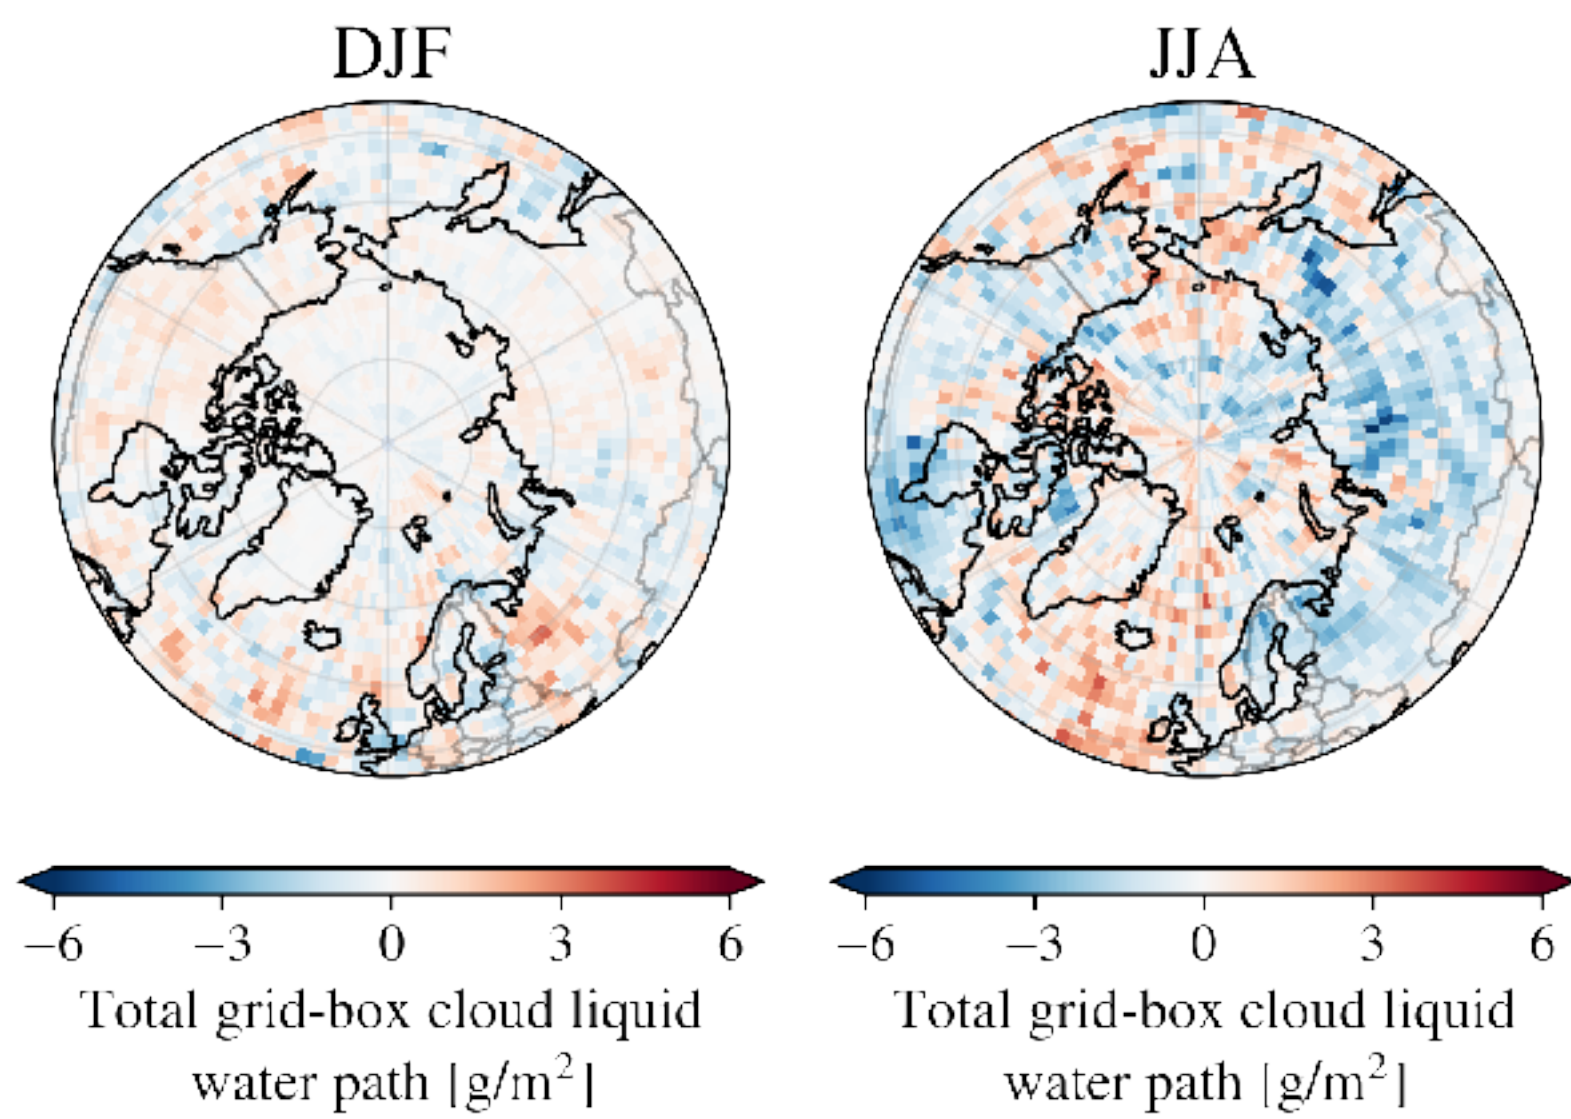 DJF
JJA
−6 −3 0 3 6
−6 −3 0 3 6
Total grid-box cloud liquid
water path [g/m²]
Total grid-box cloud liquid
water path [g/m²]